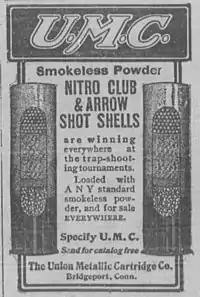 U.M.C.
Smokeless Powder
NITRO CLUB
& ARROW
SHOT SHELLS
are winning
everywhere at
the trap-shoot-
ing tournaments.
Loaded with
ANY standard
smokeless pow-
der, and for sale
EVERYWHERE.
Specify U. M. C.
Send for catalog free
The Union Metallic Cartridge Co.
Bridgeport, Conn.